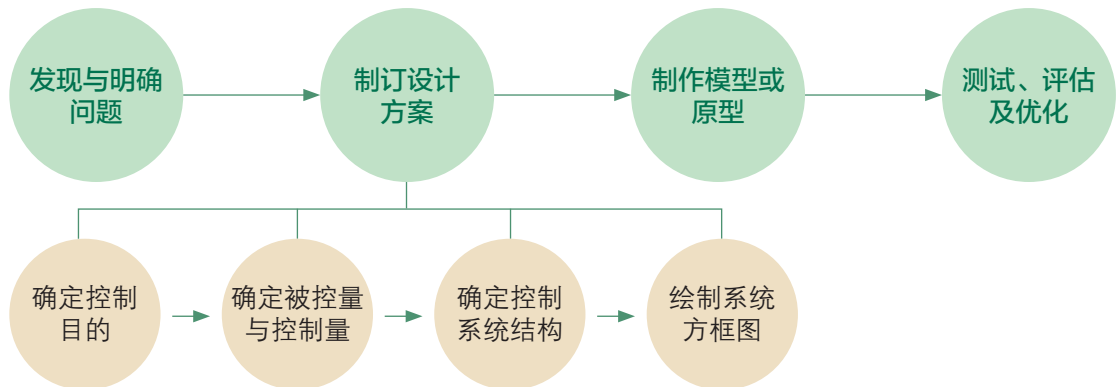 发现与明确
问题
制订设计
方案
制作模型或
原型
测试、评估
及优化
确定控制
目的
确定被控量
与控制量
确定控制
系统结构
绘制系统
方框图